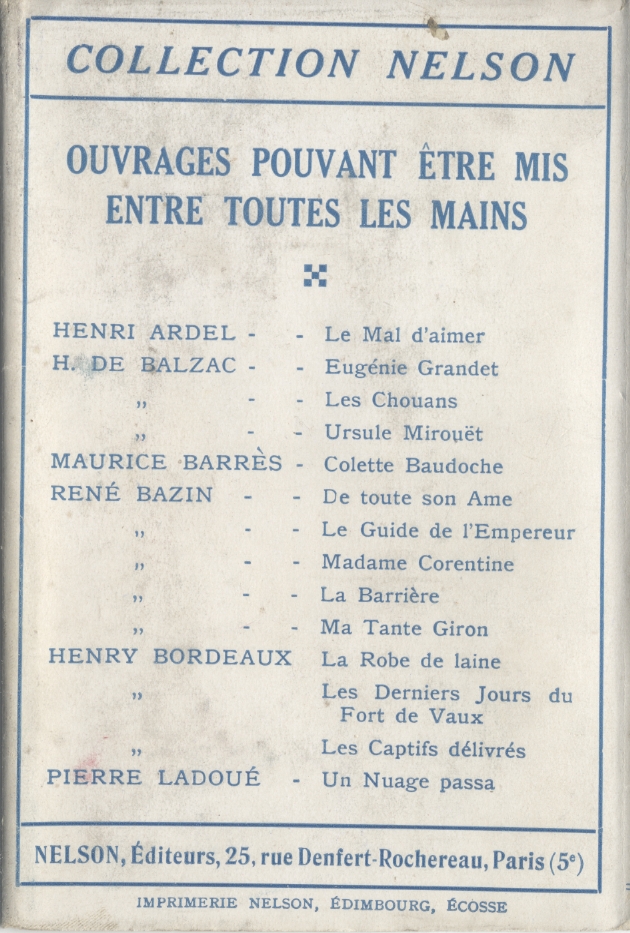 COLLECTION NELSON
OUVRAGES POUVANT ÊTRE MIS
ENTRE TOUTES LES MAINS
HENRI ARDEL - - Le Mal d'aimer
H. DE BALZAC - - Eugénie Grandet
„ - - Les Chouans
„ - - Ursule Mirouët
MAURICE BARRÈS - Colette Baudoche
RENÉ BAZIN - - De toute son Ame
„ - - Le Guide de l'Empereur
„ - - Madame Corentine
„ - - La Barrière
„ - - Ma Tante Giron
HENRY BORDEAUX La Robe de laine
„ Les Derniers Jours du
Fort de Vaux
„ Les Captifs délivrés
PIERRE LADOUÉ - Un Nuage passa
NELSON, Éditeurs, 25, rue Denfert-Rochereau, Paris (5e)
IMPRIMERIE NELSON, ÉDIMBOURG, ÉCOSSE